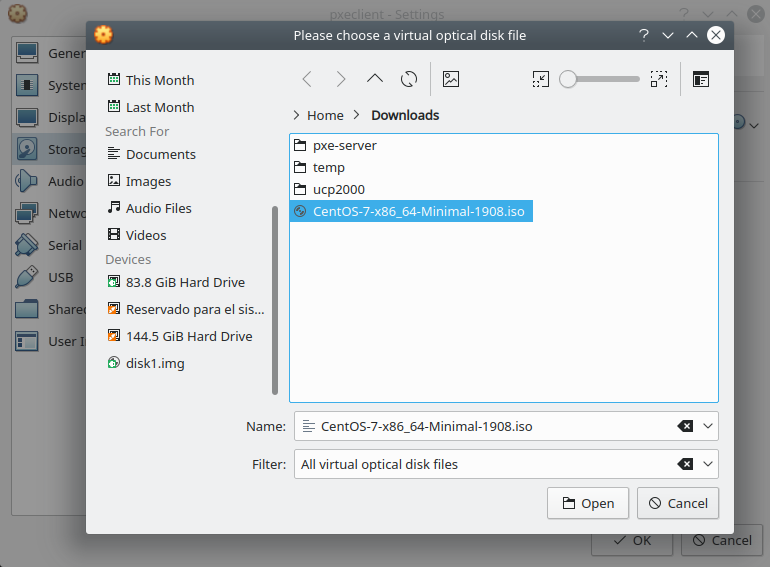 pxeclient - Settings
Please choose a virtual optical disk file
Gener
System
Displa
Storag
Audio
Netwo
Serial
USB
Shared
User I
This Month
Last Month
Search For
Documents
Images
Audio Files
Videos
Devices
83.8 GiB Hard Drive
Reservado para el sis...
144.5 GiB Hard Drive
disk1.img
Home > Downloads
pxe-server
temp
ucp2000
CentOS-7-x86_64-Minimal-1908.iso
Name: CentOS-7-x86_64-Minimal-1908.iso
Filter: All virtual optical disk files
Open Cancel
OK Cancel